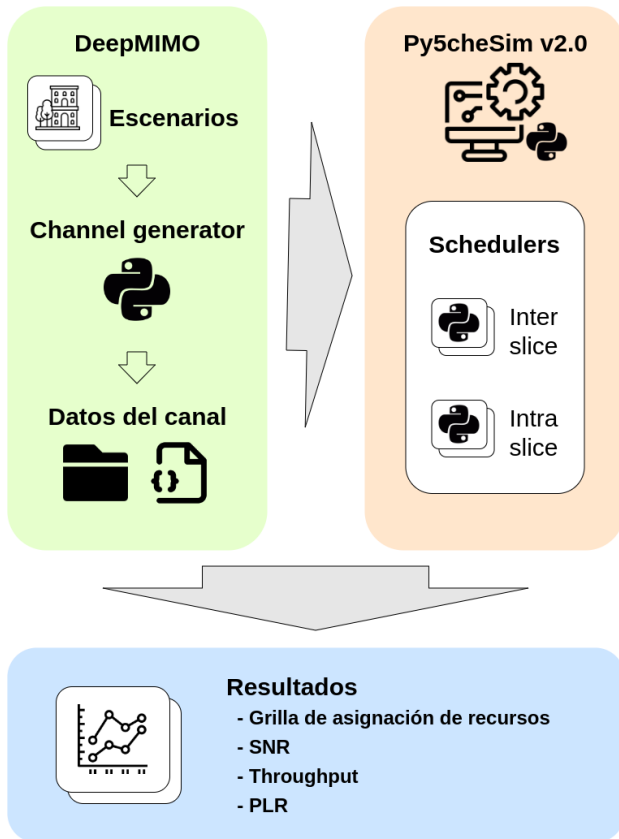 DeepMIMO
Escenarios
Channel generator
Datos del canal
{}
Py5cheSim v2.0
Schedulers
Inter
slice
Intra
slice
Resultados
- Grilla de asignación de recursos
- SNR
- Throughput
- PLR